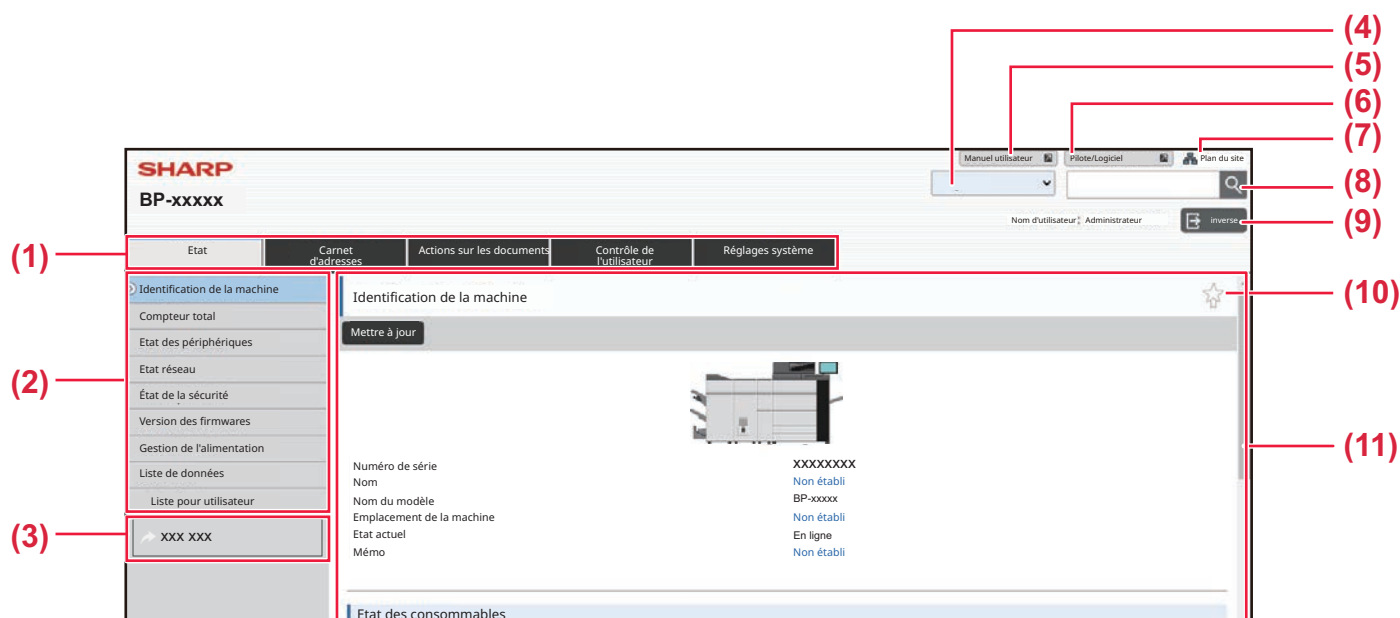 (4)
(5)
(6)
(7)
SHARP
Manuel utilisateur
Pilote/Logiciel
Plan du site
(8)
BP-xxxxx
Nom d'utilisateur: Administrateur
inverse
(9)
(1)
Etat
Carnet
d'adresses
Actions sur les documents
Contrôle de
l'utilisateur
Réglages système
(2)
Identification de la machine
Compteur total
Etat des périphériques
Etat réseau
État de la sécurité
Version des firmwares
Gestion de l'alimentation
Liste de données
Liste pour utilisateur
(3)
XXX XXX
Identification de la machine
(10)
Mettre à jour
(11)
Numéro de série XXXXXXXX
Nom Non établi
Nom du modèle BP-xxxxx
Emplacement de la machine Non établi
Etat actuel En ligne
Mémo Non établi
Etat des consommables